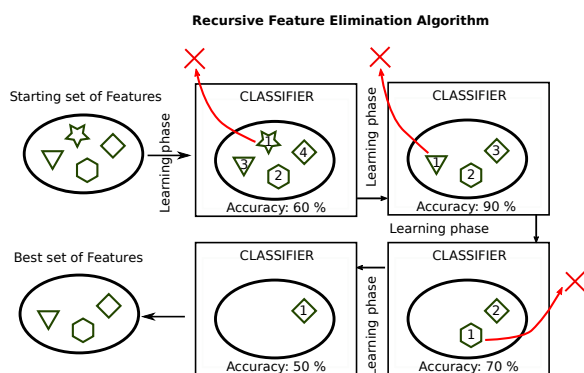 Recursive Feature Elimination Algorithm
Starting set of Features
Learning phase
CLASSIFIER
1
3
4
2
Accuracy: 60 %
Learning phase
CLASSIFIER
1
3
2
Accuracy: 90 %
Learning phase
CLASSIFIER
2
1
Accuracy: 70 %
Learning phase
CLASSIFIER
1
Accuracy: 50 %
Best set of Features